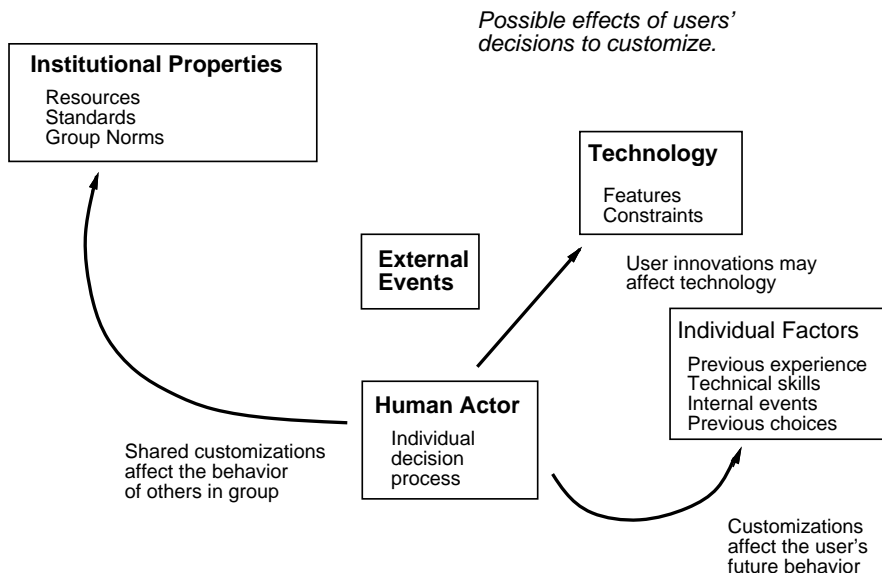 Possible effects of users’
decisions to customize.
Institutional Properties
Resources
Standards
Group Norms
Technology
Features
Constraints
External
Events
User innovations may
affect technology
Individual Factors
Previous experience
Technical skills
Internal events
Previous choices
Human Actor
Individual
decision
process
Shared customizations
affect the behavior
of others in group
Customizations
affect the user’s
future behavior